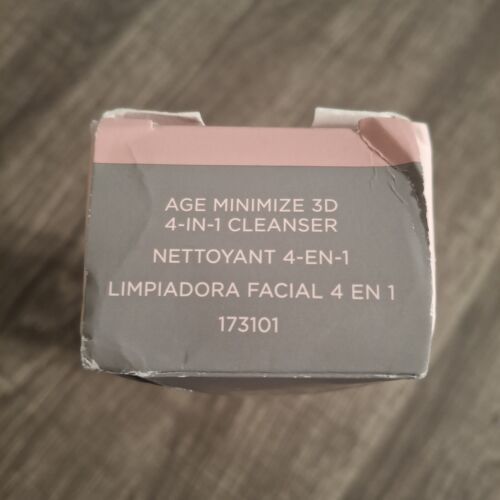 AGE MINIMIZE 3D
4-IN-1 CLEANSER
NETTOYANT 4-EN-1
LIMPIADORA FACIAL 4 EN 1
173101